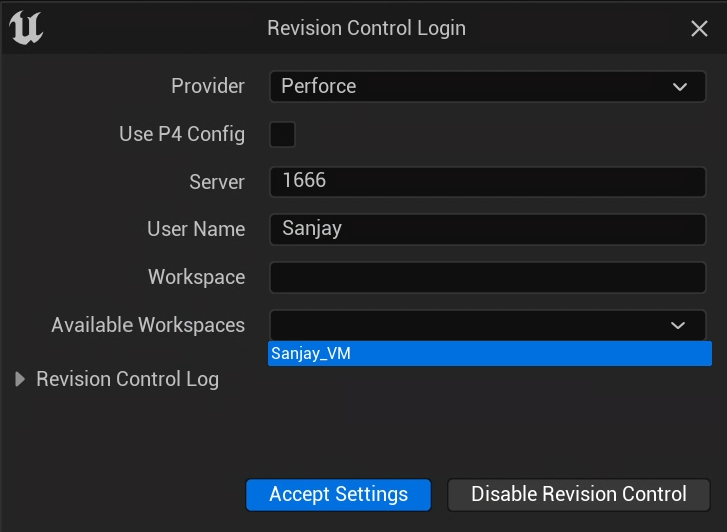 Revision Control Login
Provider
Perforce
Use P4 Config
Server
1666
User Name
Sanjay
Workspace
Available Workspaces
Sanjay_VM
Revision Control Log
Accept Settings
Disable Revision Control